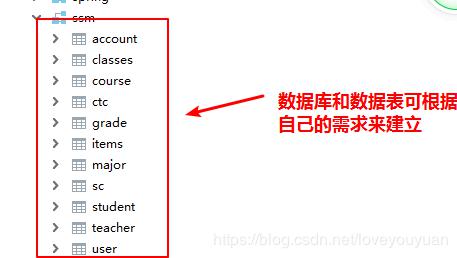 spring
ssm
account
classes
course
ctc
grade
items
major
sc
student
teacher
user
数据库和数据表可根据
自己的需求来建立
https://blog.csdn.net/loveyouyuan